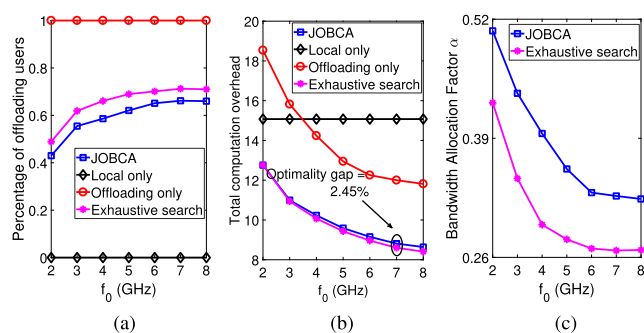 1
0.8
0.6
0.4
0.2
0
2 3 4 5 6 7 8
f0 (GHz)
Percentage of offloading users
JOBCA
Local only
Offloading only
Exhaustive search
(a)
20
18
16
14
12
10
8
2 3 4 5 6 7 8
f0 (GHz)
Total computation overhead
JOBCA
Local only
Offloading only
Exhaustive search
Optimality gap =
2.45%
(b)
0.52
0.39
0.26
2 3 4 5 6 7 8
f0 (GHz)
Bandwidth Allocation Factor α
JOBCA
Exhaustive search
(c)